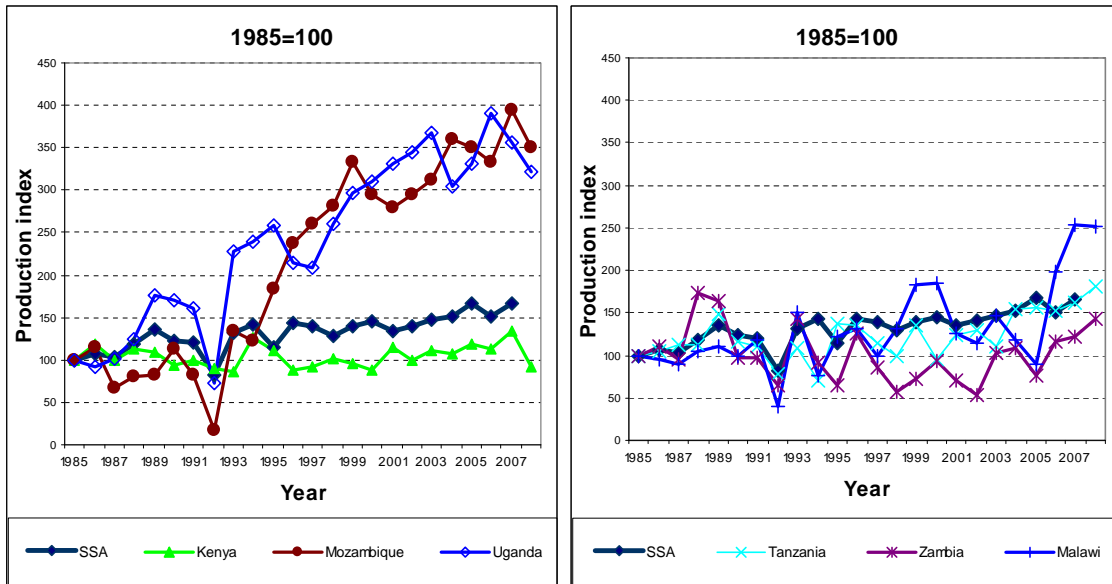 1985=100
Production index
450
400
350
300
250
200
150
100
50
0
1985 1987 1989 1991 1993 1995 1997 1999 2001 2003 2005 2007
Year
SSA Kenya Mozambique Uganda
1985=100
Production index
450
400
350
300
250
200
150
100
50
0
1985 1987 1989 1991 1993 1995 1997 1999 2001 2003 2005 2007
Year
SSA Tanzania Zambia Malawi